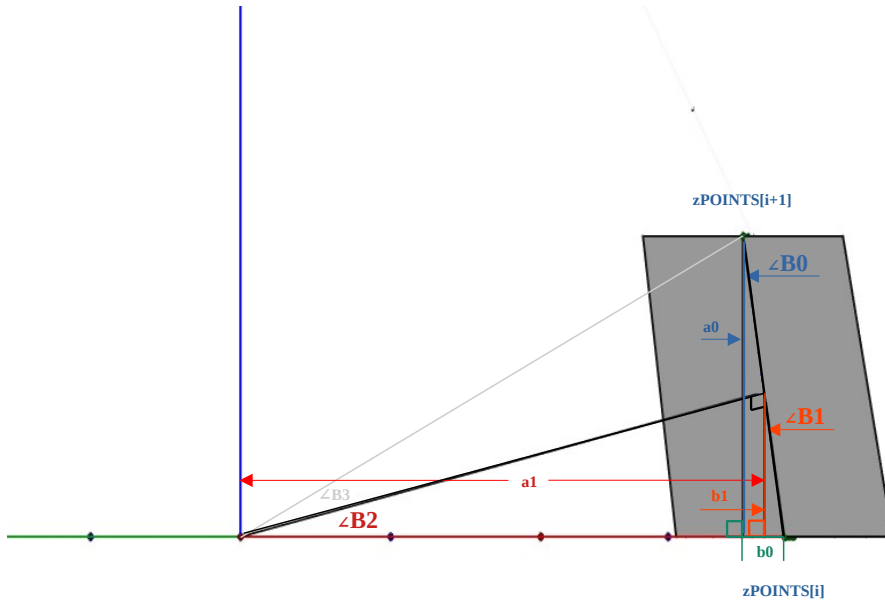 zPOINTS[i+1]
∠B0
a0
∠B1
a1
b1
∠B3
∠B2
b0
zPOINTS[i]